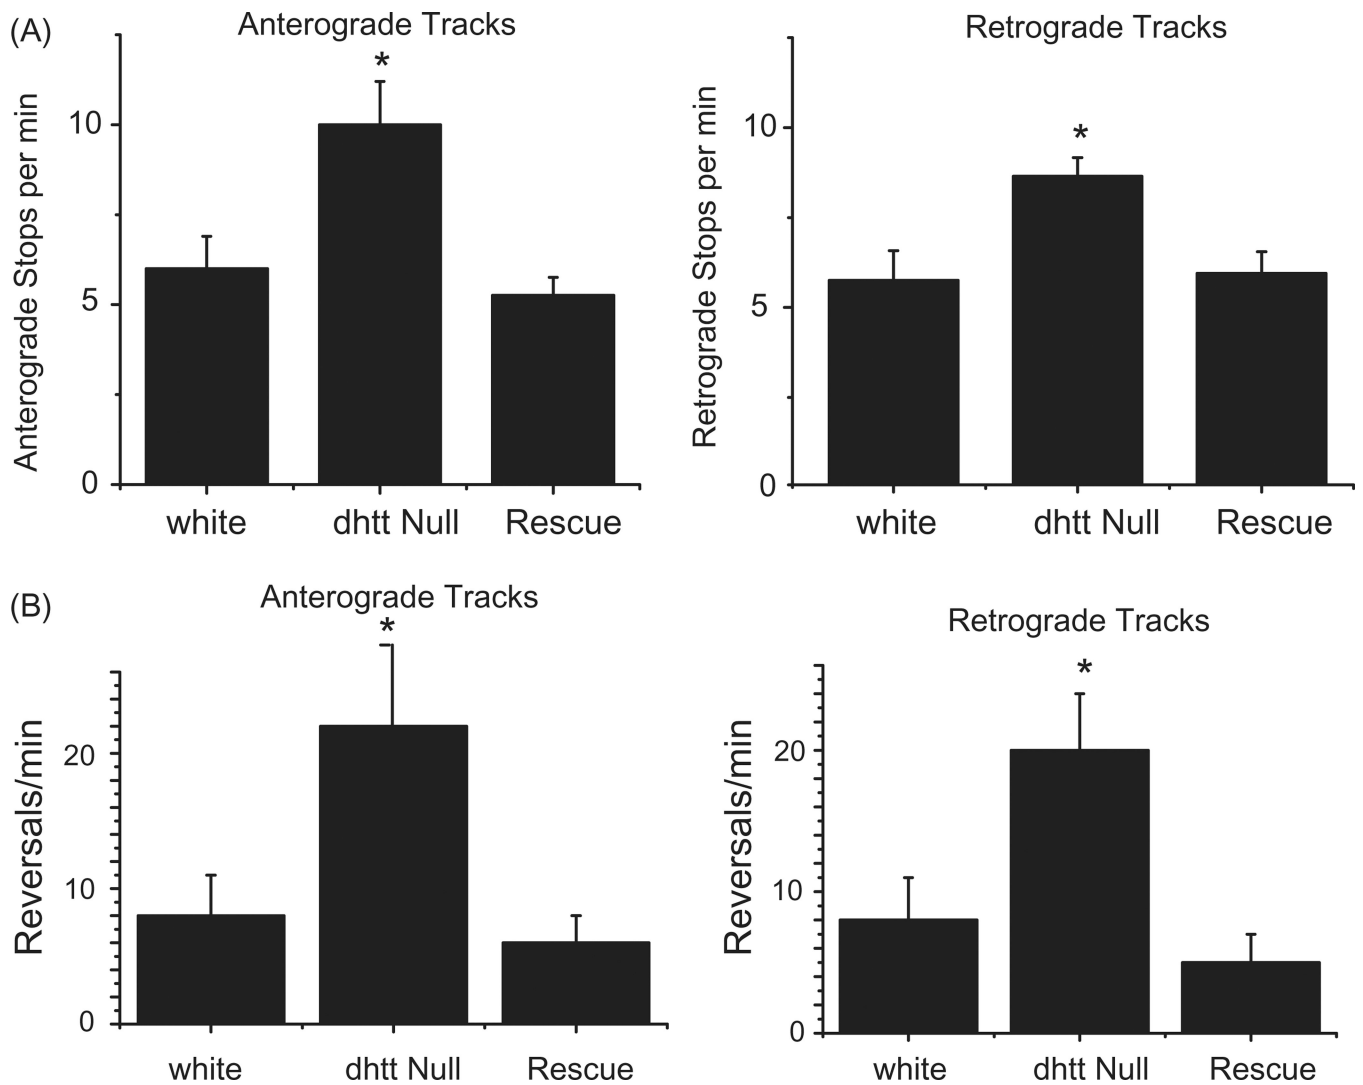 (A)
Anterograde Tracks
*
Anterograde Stops per min
10
5
0
white dhtt Null Rescue
Retrograde Tracks
*
Retrograde Stops per min
10
5
0
white dhtt Null Rescue
(B)
Anterograde Tracks
*
Reversals/min
20
10
0
white dhtt Null Rescue
Retrograde Tracks
*
Reversals/min
20
10
0
white dhtt Null Rescue